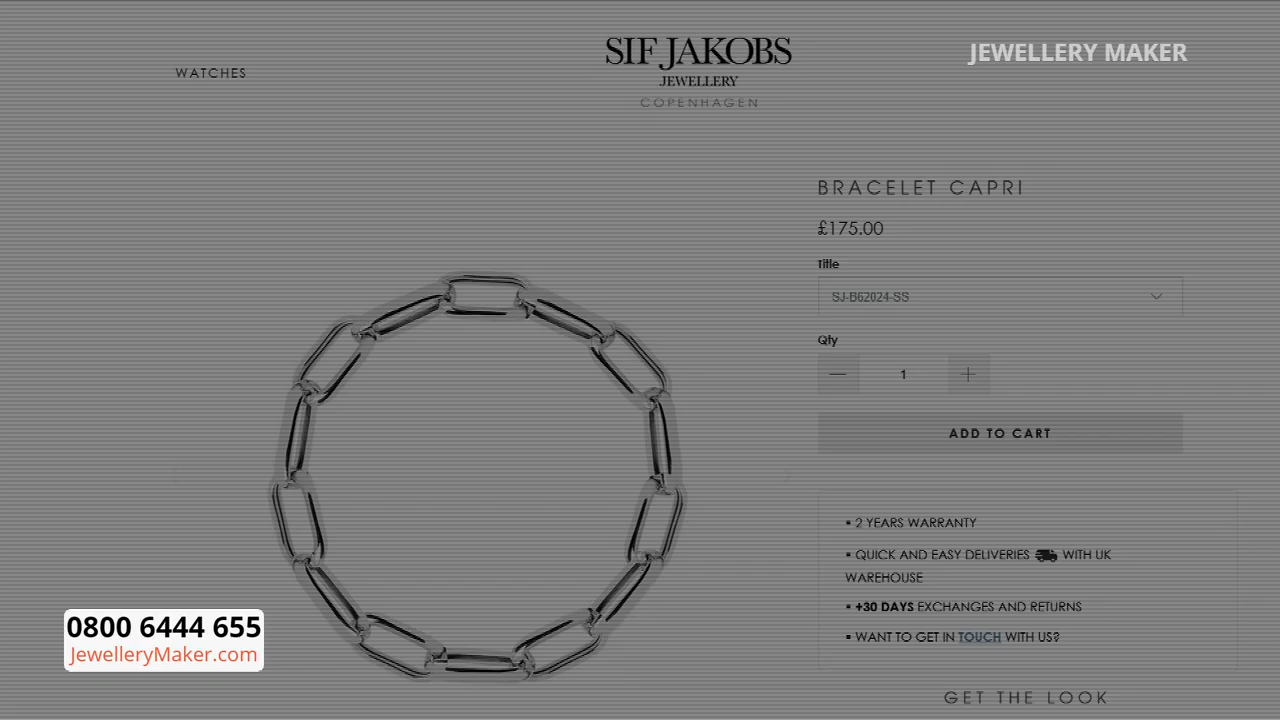 WATCHES
SIF JAKOBS
JEWELLERY
COPENHAGEN
JEWELLERY MAKER
BRACELET CAPRI
£175.00
Title
SJ-B62024-SS
Qty
1
ADD TO CART
▪ 2 YEARS WARRANTY
▪ QUICK AND EASY DELIVERIES WITH UK
WAREHOUSE
▪ +30 DAYS EXCHANGES AND RETURNS
▪ WANT TO GET IN TOUCH WITH US?
GET THE LOOK
0800 6444 655
JewelleryMaker.com